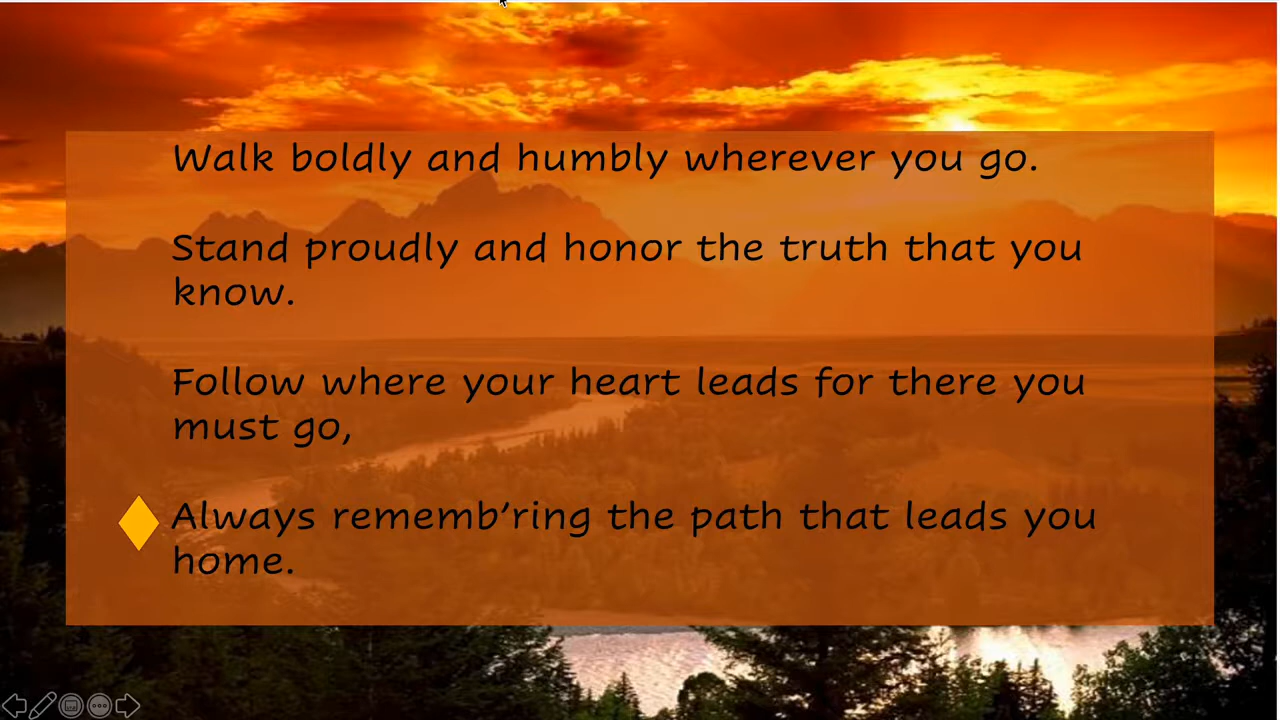 Walk boldly and humbly wherever you go.
Stand proudly and honor the truth that you
know.
Follow where your heart leads for there you
must go,
Always rememb’ring the path that leads you
home.